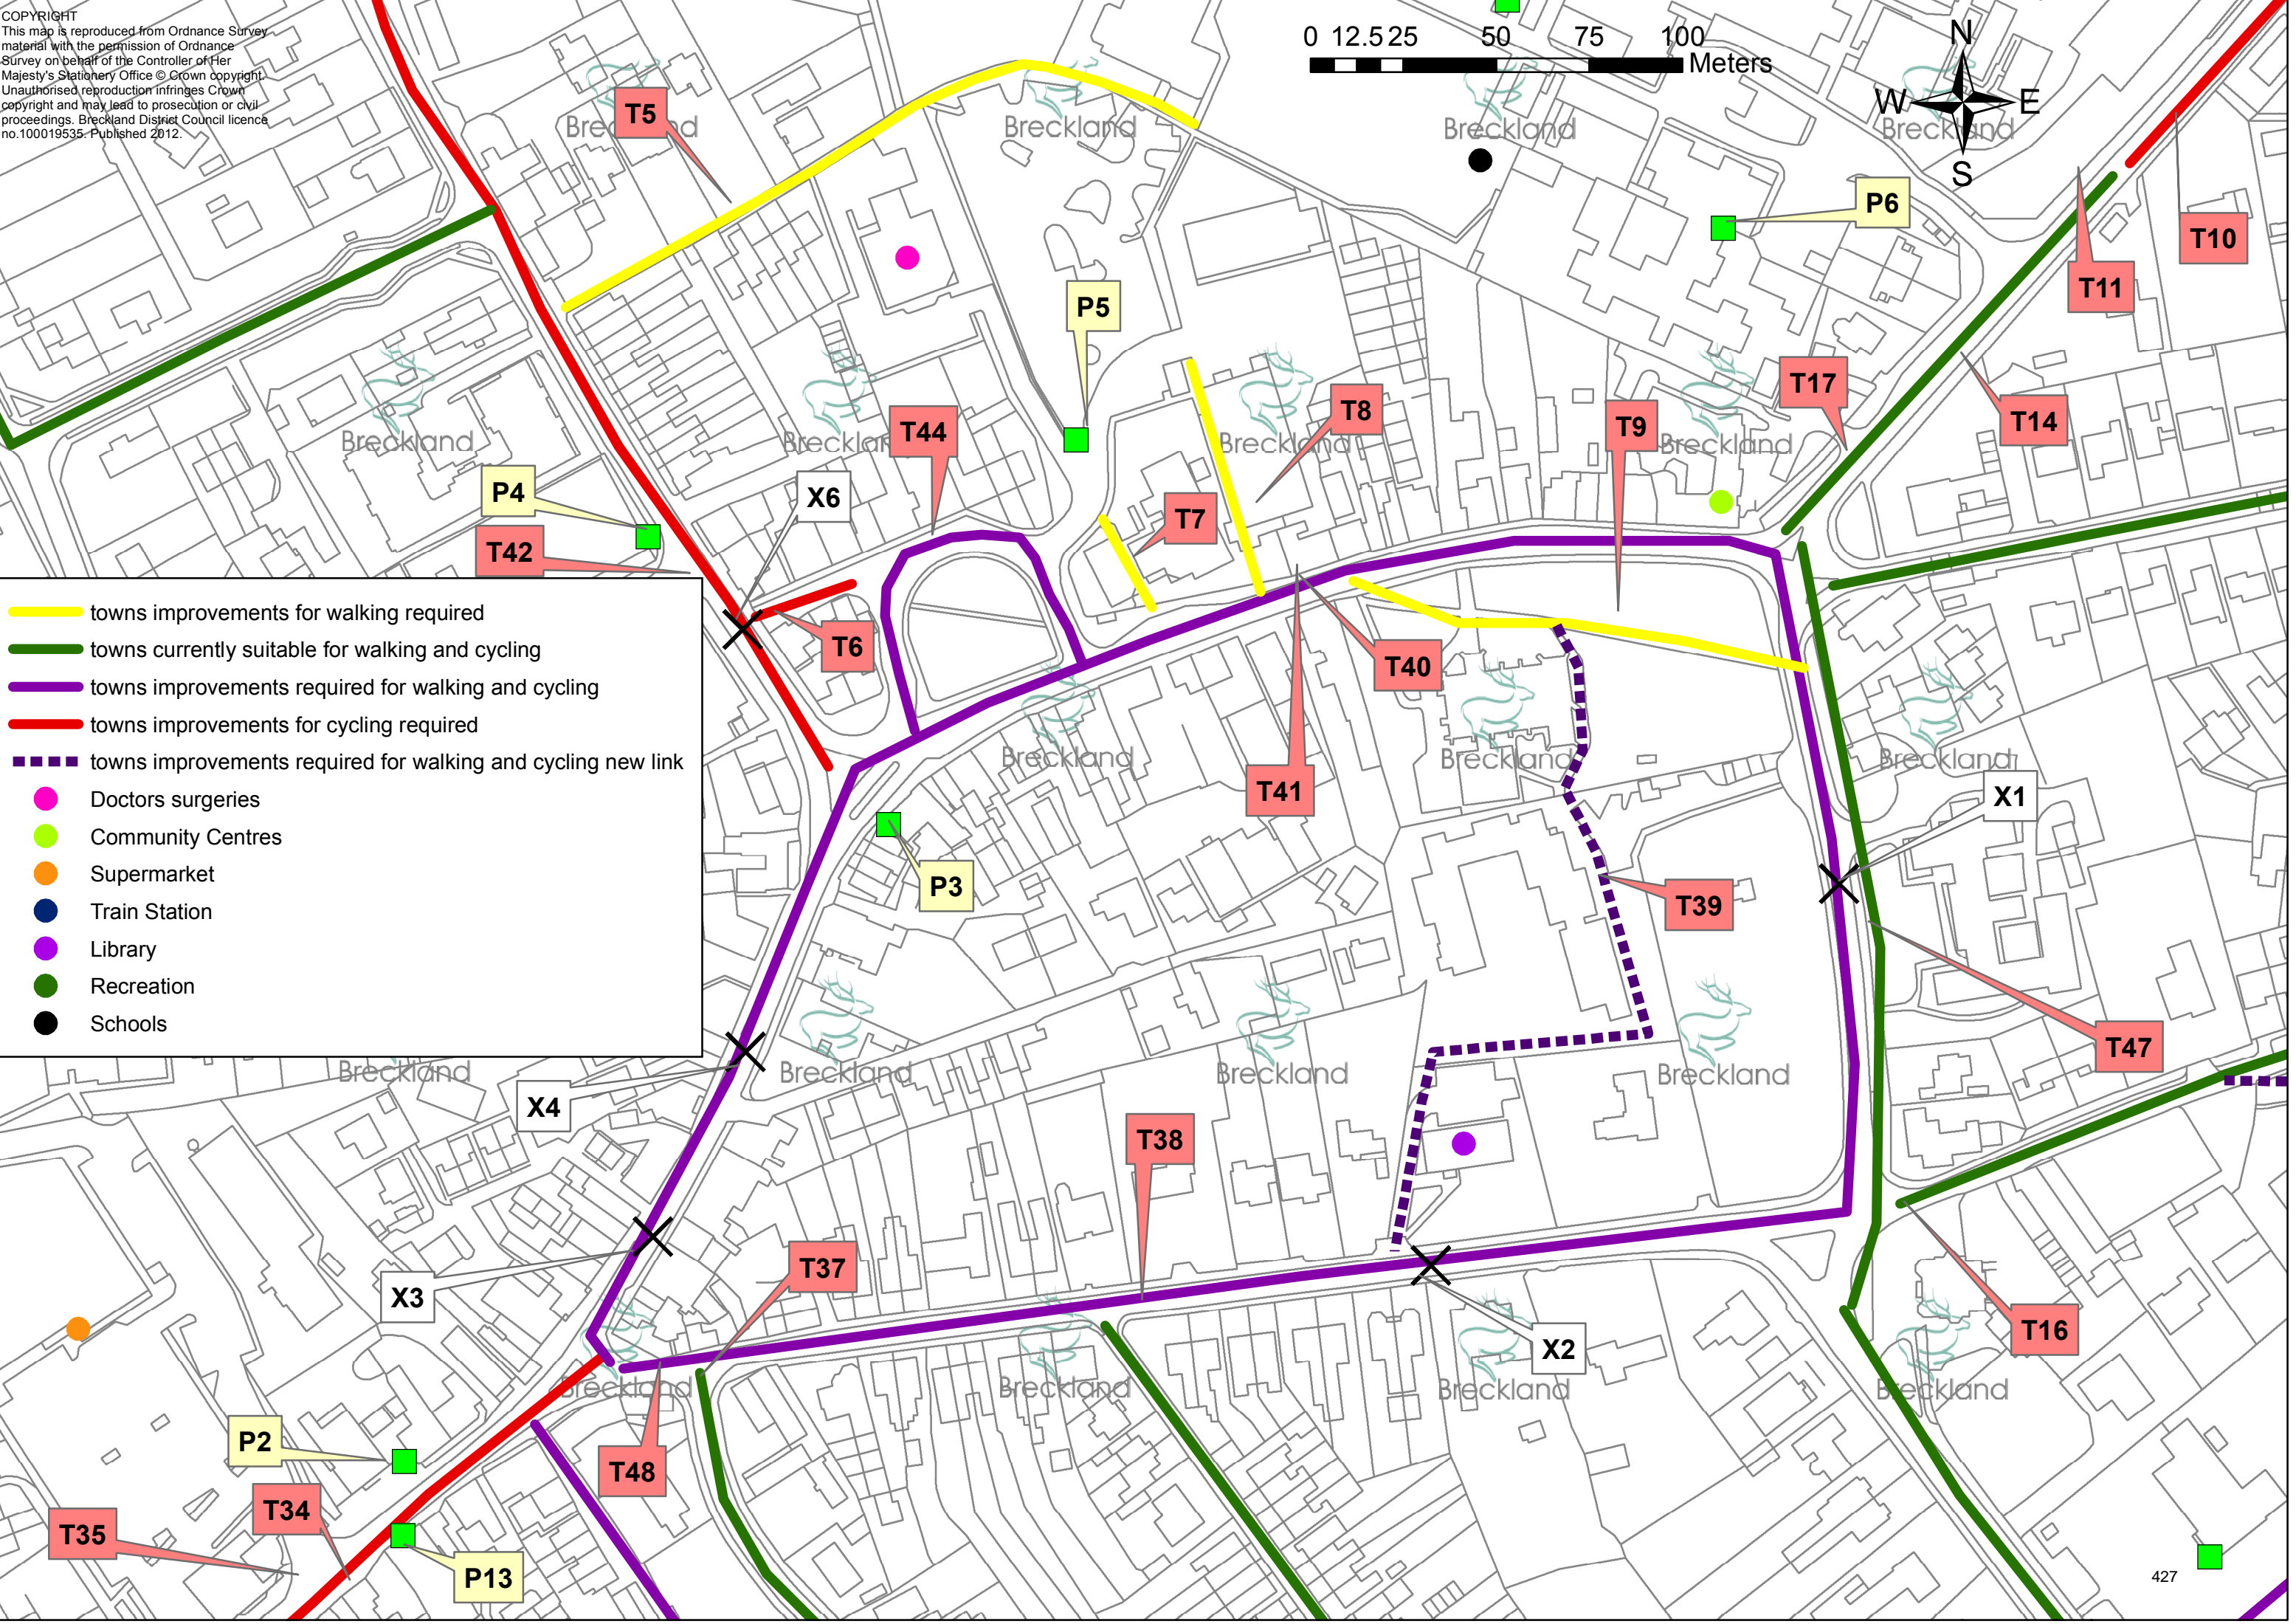 COPYRIGHT
This map is reproduced from Ordnance Survey
material with the permission of Ordnance
Survey on behalf of the Controller of Her
Majesty's Stationery Office © Crown copyright.
Unauthorised reproduction infringes Crown
copyright and may lead to prosecution or civil
proceedings. Breckland District Council licence
no.100019535. Published 2012.
0 12.5 25 50 75 100
Meters
N
W E
S
Breckland
Breckland
Breckland
Breckland
T5
P6
T10
T11
P5
T17
T8
T9
T14
T44
Breckland
Breckland
Breckland
Breckland
P4
X6
T7
T42
T6
T40
towns improvements for walking required
towns currently suitable for walking and cycling
towns improvements required for walking and cycling
towns improvements for cycling required
towns improvements required for walking and cycling new link
Doctors surgeries
Community Centres
Supermarket
Train Station
Library
Recreation
Schools
Breckland
Breckland
Breckland
T41
X1
P3
T39
T47
Breckland
Breckland
Breckland
Breckland
X4
T38
T37
X3
T16
X2
Breckland
Breckland
Breckland
Breckland
P2
T48
T34
T35
P13
427